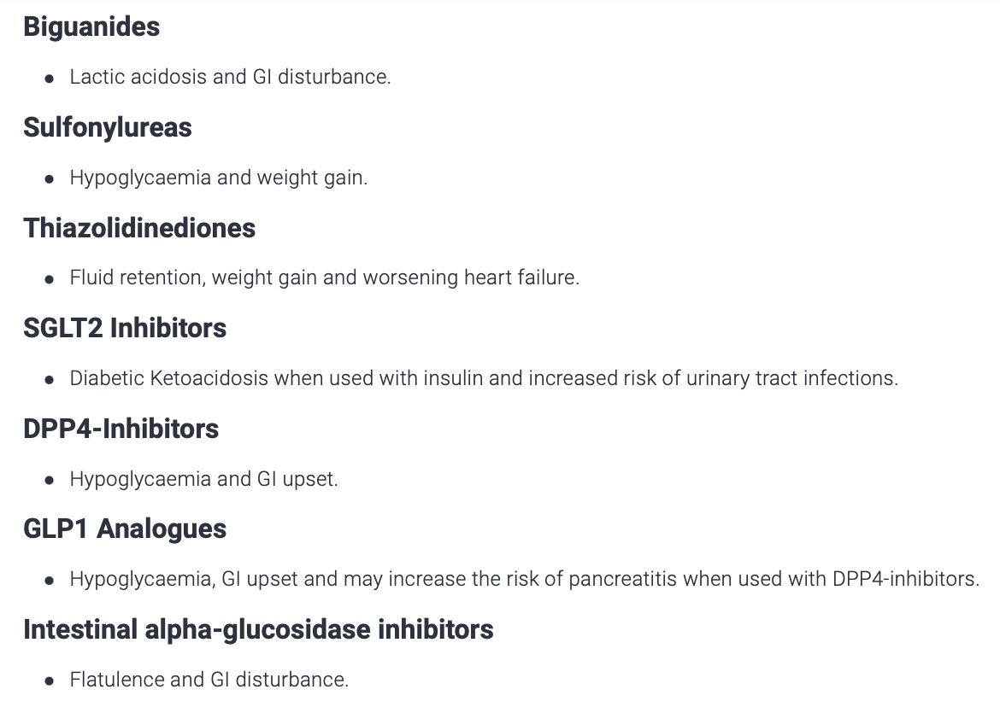 Biguanides
• Lactic acidosis and GI disturbance.
Sulfonylureas
• Hypoglycaemia and weight gain.
Thiazolidinediones
• Fluid retention, weight gain and worsening heart failure.
SGLT2 Inhibitors
• Diabetic Ketoacidosis when used with insulin and increased risk of urinary tract infections.
DPP4-Inhibitors
• Hypoglycaemia and GI upset.
GLP1 Analogues
• Hypoglycaemia, GI upset and may increase the risk of pancreatitis when used with DPP4-inhibitors.
Intestinal alpha-glucosidase inhibitors
• Flatulence and GI disturbance.